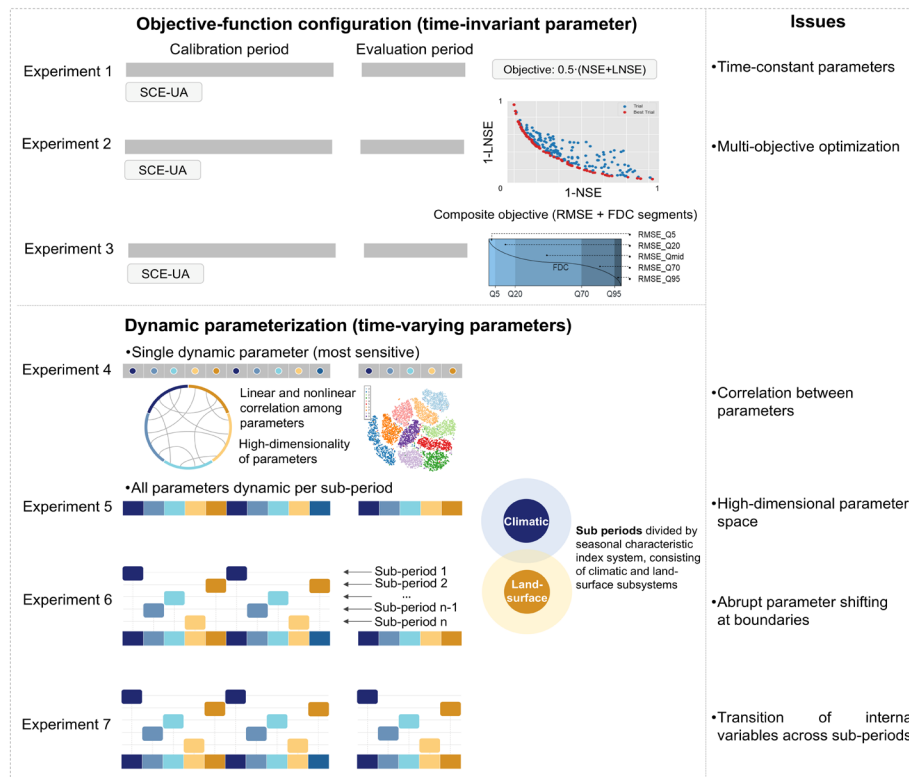 Objective-function configuration (time-invariant parameter)
Issues
Calibration period
Evaluation period
Experiment 1
SCE-UA
Objective: 0.5·(NSE+LNSE)
•Time-constant parameters
Experiment 2
SCE-UA
1
Trial
Best Trial
1-LNSE
0
1-NSE
1
•Multi-objective optimization
Composite objective (RMSE + FDC segments)
Experiment 3
SCE-UA
RMSE_Q5
RMSE_Q20
RMSE_Qmid
RMSE_Q70
RMSE_Q95
FDC
Q5
Q20
Q70
Q95
Dynamic parameterization (time-varying parameters)
•Single dynamic parameter (most sensitive)
Experiment 4
Linear and nonlinear
correlation among
parameters
High-dimensionality
of parameters
•Correlation between
parameters
•All parameters dynamic per sub-period
Experiment 5
Climatic
Land-
surface
Sub periods divided by
seasonal characteristic
index system, consisting
of climatic and land-
surface subsystems
•High-dimensional parameter
space
Experiment 6
Sub-period 1
Sub-period 2
...
Sub-period n-1
Sub-period n
•Abrupt parameter shifting
at boundaries
Experiment 7
•Transition of interna
variables across sub-periods